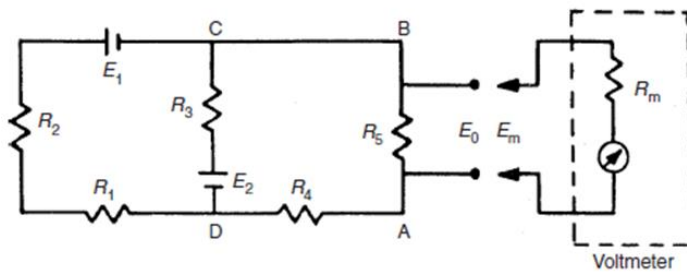 C B
E1
R3 Rm
R2 R5 E0 Em
R1 E2 R4
D A
Voltmeter